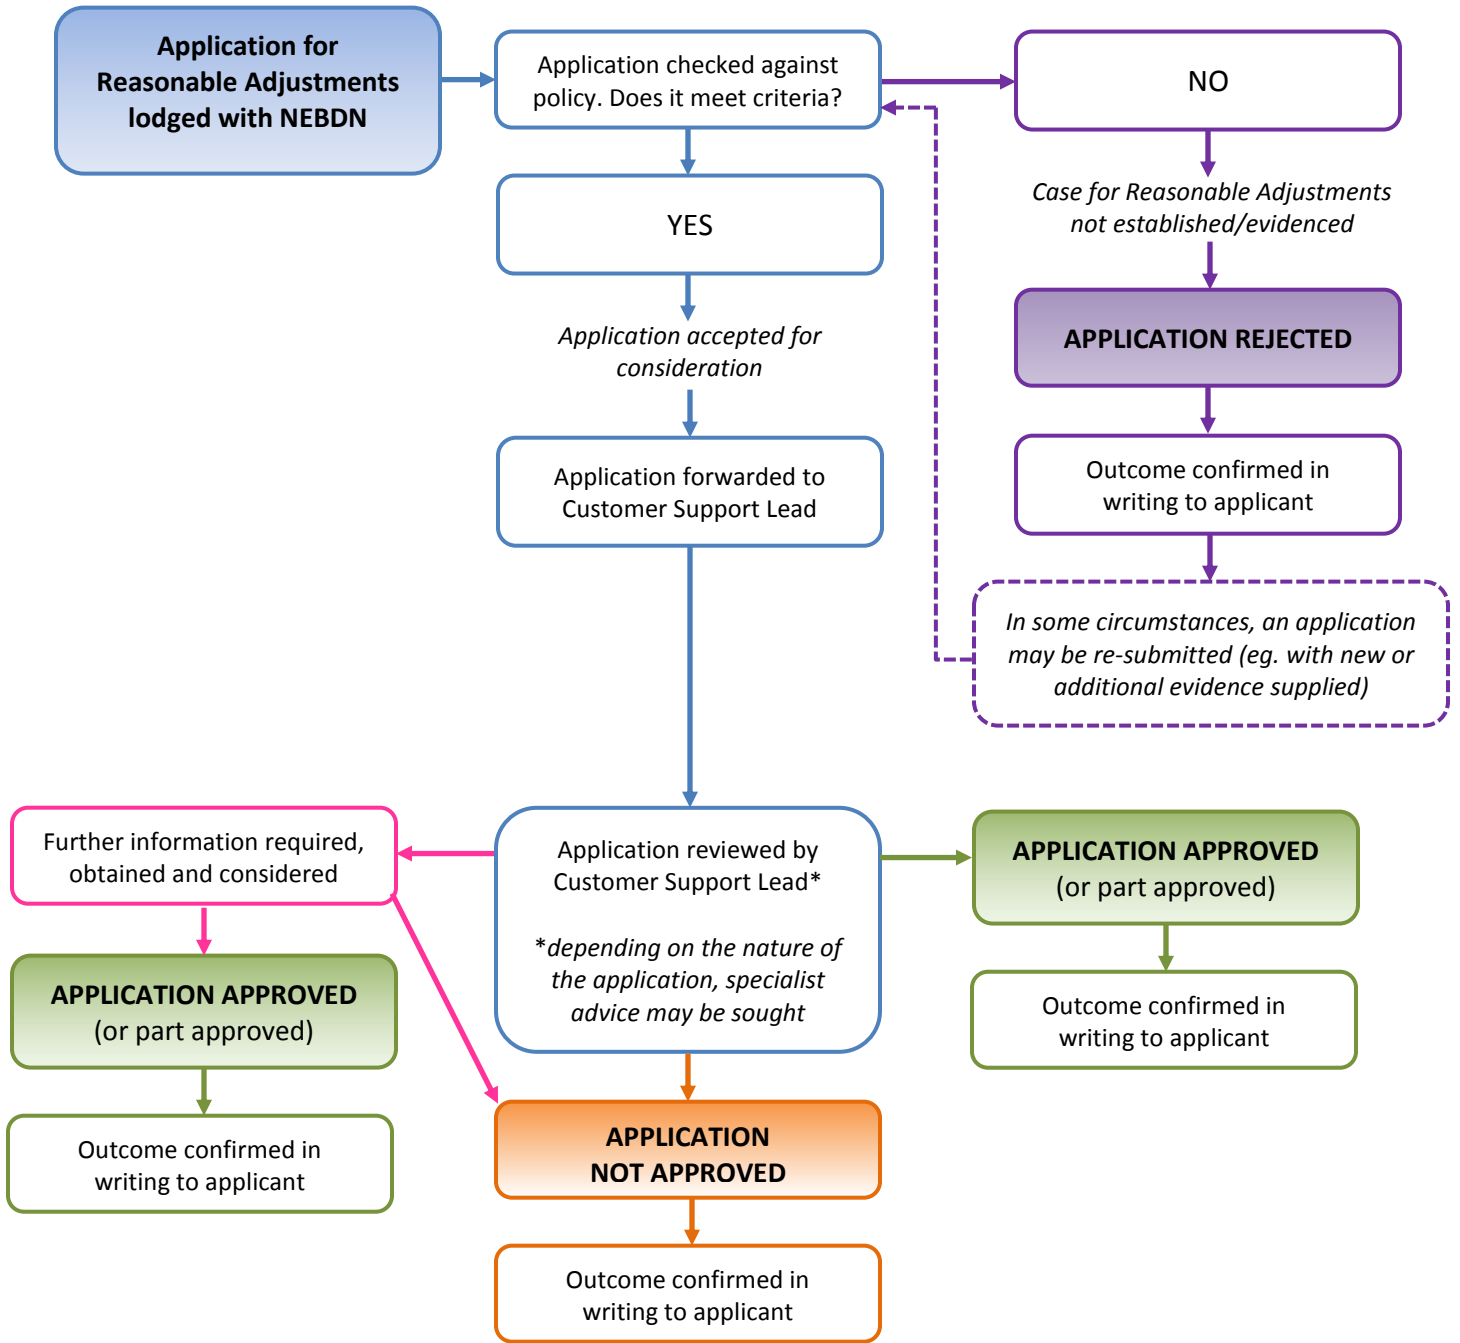 Application for
Reasonable Adjustments
lodged with NEBDN
Application checked against
policy. Does it meet criteria?
NO
YES
Case for Reasonable Adjustments
not established/evidenced
Application accepted for
consideration
APPLICATION REJECTED
Application forwarded to
Customer Support Lead
Outcome confirmed in
writing to applicant
In some circumstances, an application
may be re-submitted (eg. with new or
additional evidence supplied)
Further information required,
obtained and considered
Application reviewed by
Customer Support Lead*
*depending on the nature of
the application, specialist
advice may be sought
APPLICATION APPROVED
(or part approved)
APPLICATION APPROVED
(or part approved)
Outcome confirmed in
writing to applicant
Outcome confirmed in
writing to applicant
APPLICATION
NOT APPROVED
Outcome confirmed in
writing to applicant